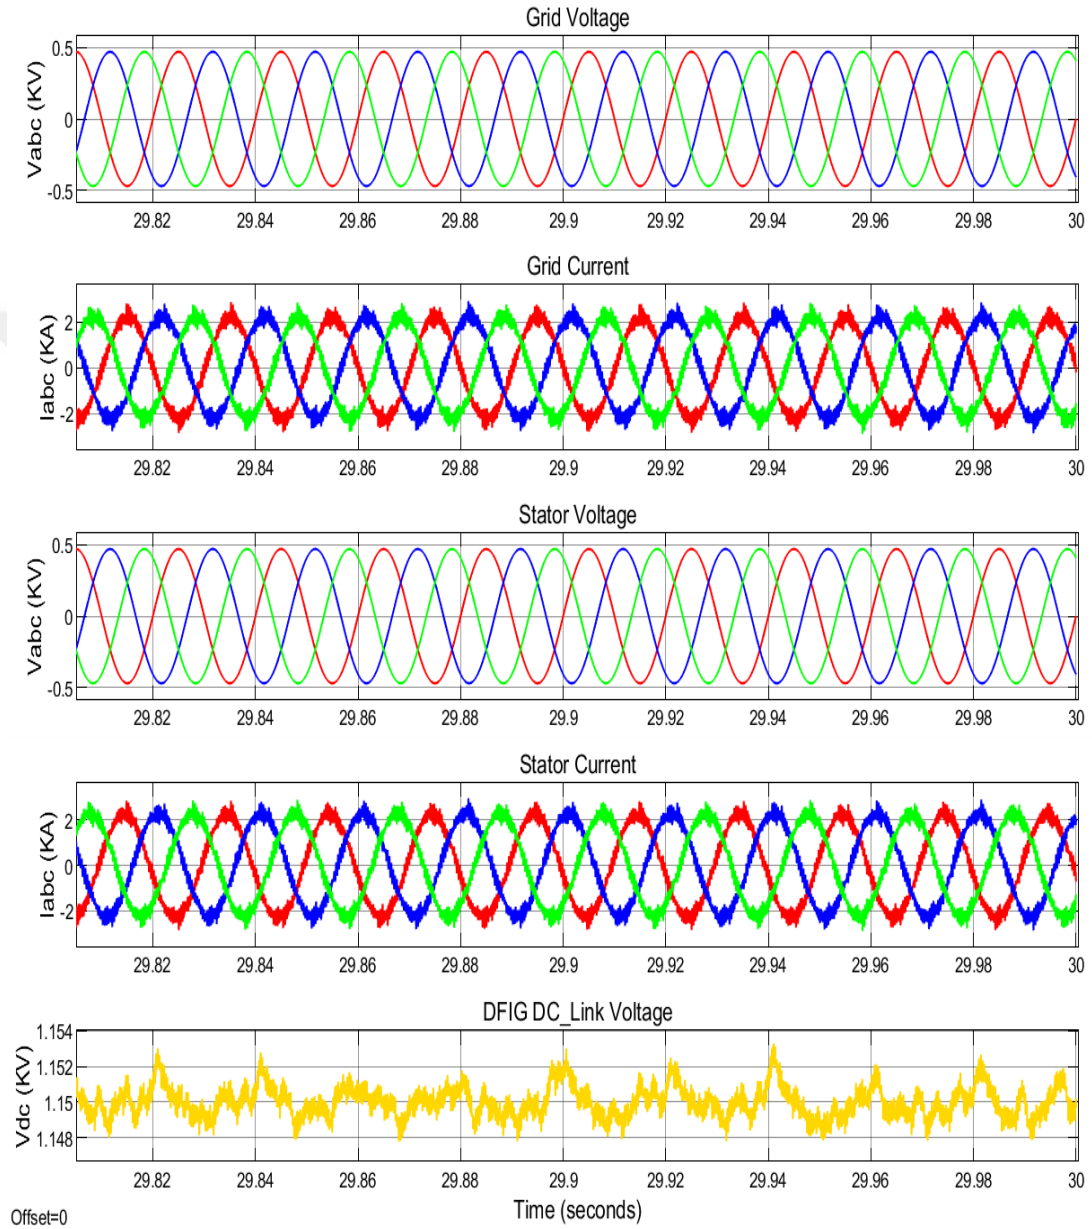 Grid Voltage
Vabc (KV)
0.5
0
-0.5
29.82 29.84 29.86 29.88 29.9 29.92 29.94 29.96 29.98 30
Grid Current
Iabc (KA)
2
0
-2
29.82 29.84 29.86 29.88 29.9 29.92 29.94 29.96 29.98 30
Stator Voltage
Vabc (KV)
0.5
0
-0.5
29.82 29.84 29.86 29.88 29.9 29.92 29.94 29.96 29.98 30
Stator Current
Iabc (KA)
2
0
-2
29.82 29.84 29.86 29.88 29.9 29.92 29.94 29.96 29.98 30
DFIG DC_Link Voltage
Vdc (KV)
1.154
1.152
1.15
1.148
29.82 29.84 29.86 29.88 29.9 29.92 29.94 29.96 29.98 30
Time (seconds)
Offset=0